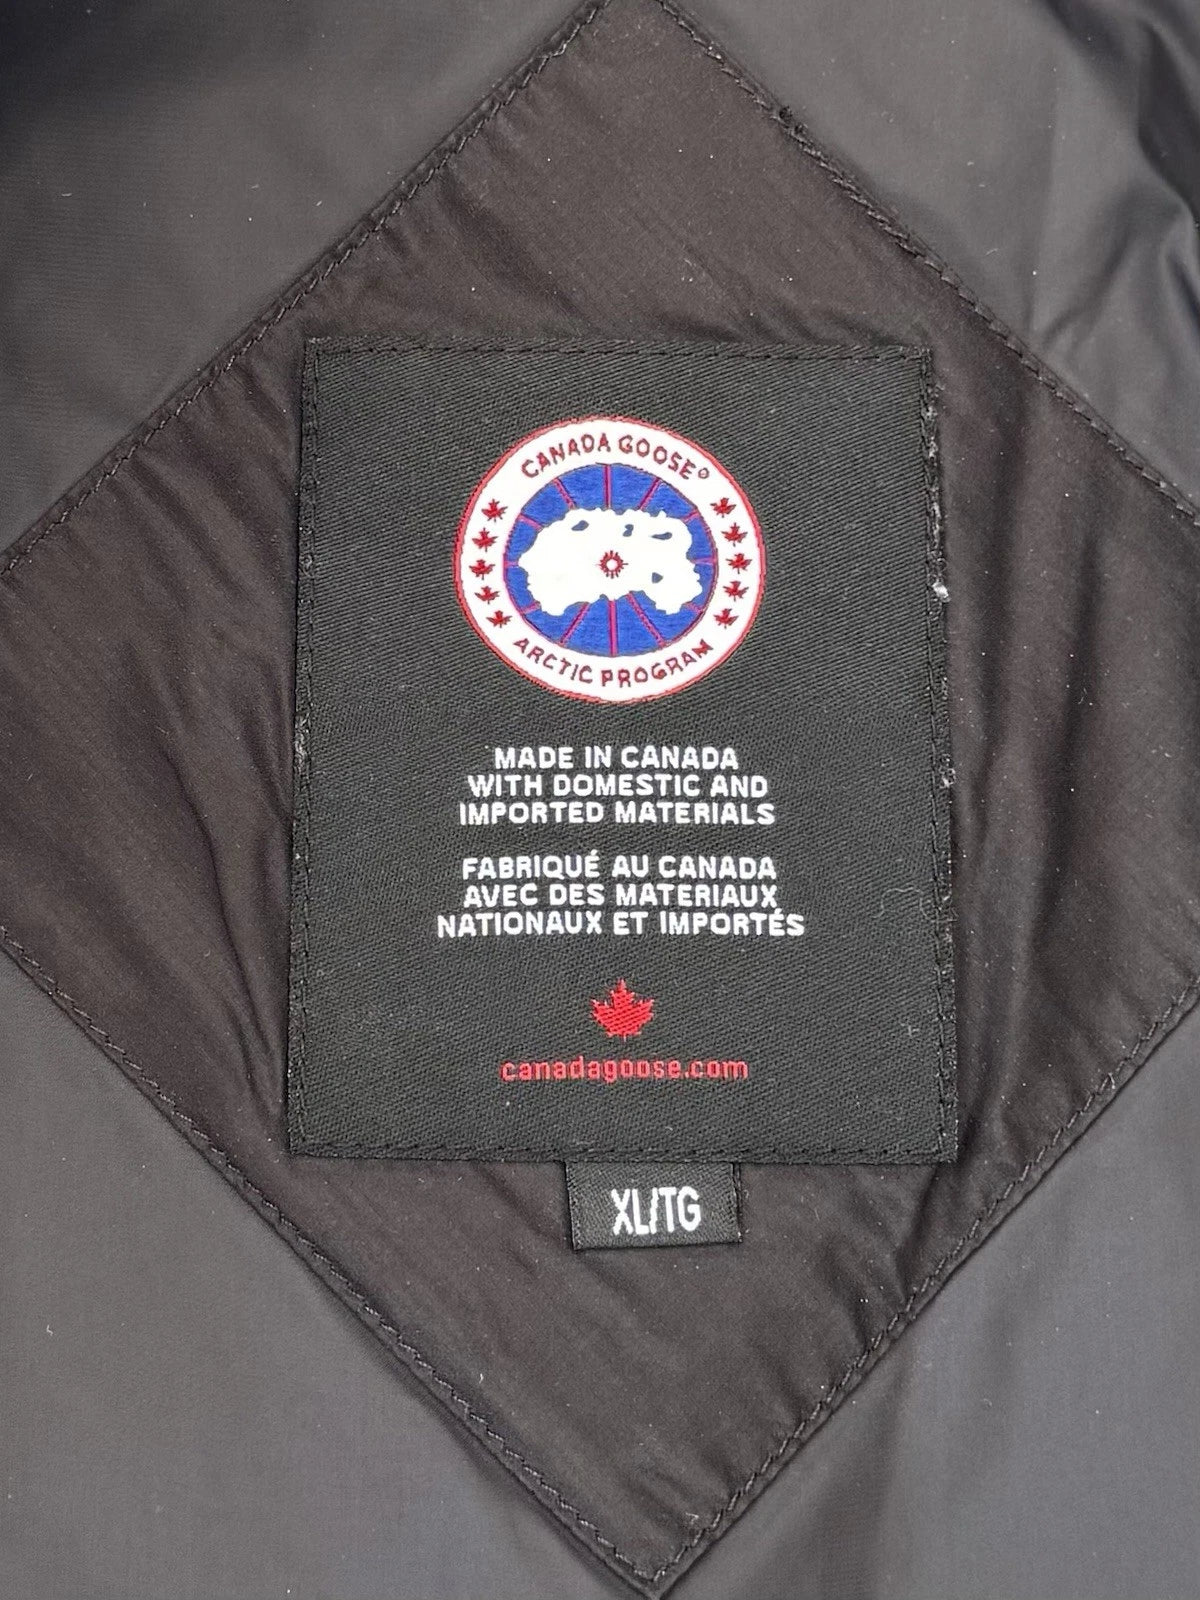 CANADA GOOSE®
ARCTIC PROGRAM
MADE IN CANADA
WITH DOMESTIC AND
IMPORTED MATERIALS
FABRIQUÉ AU CANADA
AVEC DES MATERIAUX
NATIONAUX ET IMPORTÉS
canadagoose.com
XL/TG